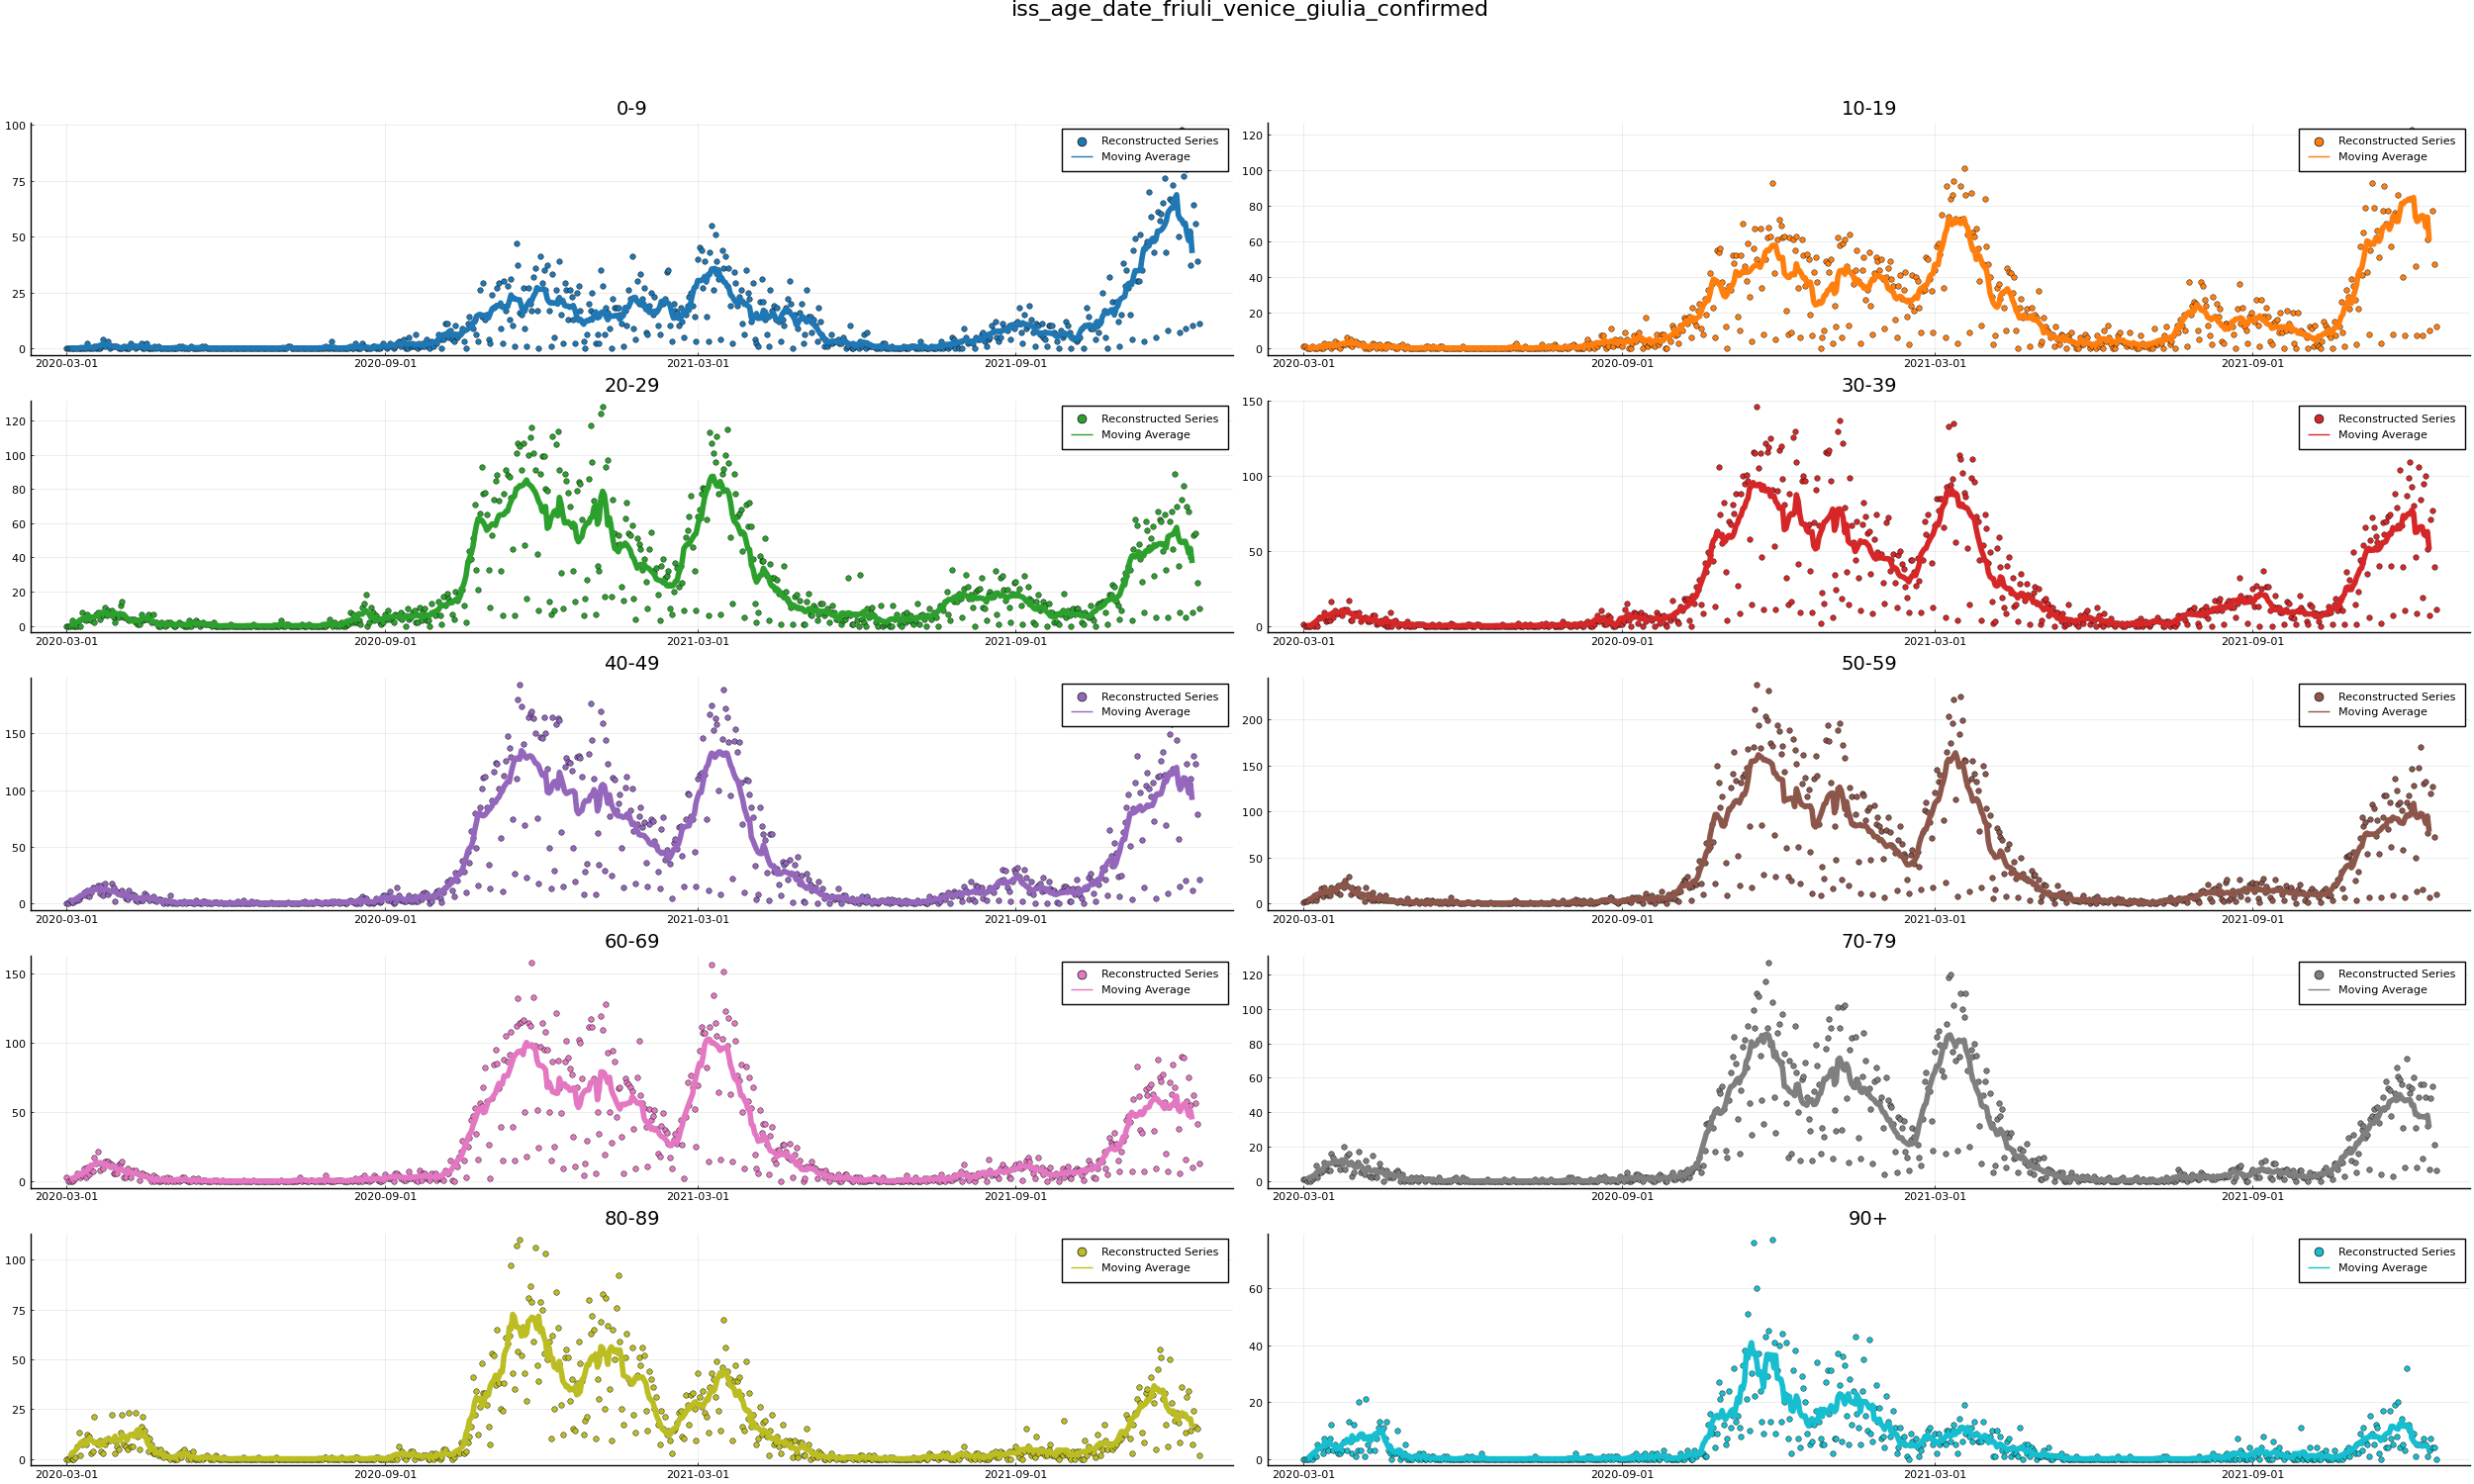 iss_age_date_friuli_venice_giulia_confirmed
0-9
100
75
50
25
0
Reconstructed Series
Moving Average
2020-03-01 2020-09-01 2021-03-01 2021-09-01
10-19
120
100
80
60
40
20
0
Reconstructed Series
Moving Average
2020-03-01 2020-09-01 2021-03-01 2021-09-01
20-29
120
100
80
60
40
20
0
Reconstructed Series
Moving Average
2020-03-01 2020-09-01 2021-03-01 2021-09-01
30-39
150
100
50
0
Reconstructed Series
Moving Average
2020-03-01 2020-09-01 2021-03-01 2021-09-01
40-49
150
100
50
0
Reconstructed Series
Moving Average
2020-03-01 2020-09-01 2021-03-01 2021-09-01
50-59
200
150
100
50
0
Reconstructed Series
Moving Average
2020-03-01 2020-09-01 2021-03-01 2021-09-01
60-69
150
100
50
0
Reconstructed Series
Moving Average
2020-03-01 2020-09-01 2021-03-01 2021-09-01
70-79
120
100
80
60
40
20
0
Reconstructed Series
Moving Average
2020-03-01 2020-09-01 2021-03-01 2021-09-01
80-89
100
75
50
25
0
Reconstructed Series
Moving Average
2020-03-01 2020-09-01 2021-03-01 2021-09-01
90+
60
40
20
0
Reconstructed Series
Moving Average
2020-03-01 2020-09-01 2021-03-01 2021-09-01